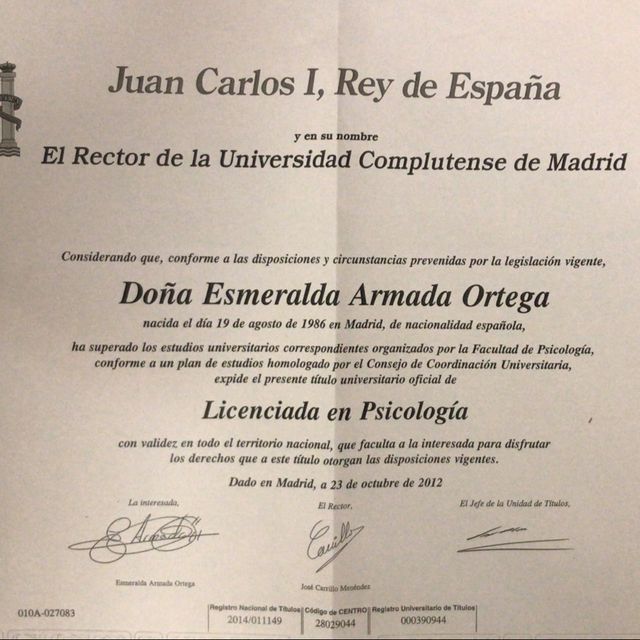 Juan Carlos I, Rey de España
y en su nombre
El Rector de la Universidad Complutense de Madrid
Considerando que, conforme a las disposiciones y circunstancias prevenidas por la legislación vigente,
Doña Esmeralda Armada Ortega
nacida el día 19 de agosto de 1986 en Madrid, de nacionalidad española,
ha superado los estudios universitarios correspondientes organizados por la Facultad de Psicología,
conforme a un plan de estudios homologado por el Consejo de Coordinación Universitaria,
expide el presente título universitario oficial de
Licenciada en Psicología
con validez en todo el territorio nacional, que faculta a la interesada para disfrutar
los derechos que a este título otorgan las disposiciones vigentes.
Dado en Madrid, a 23 de octubre de 2012
La interesada, El Rector, El Jefe de la Unidad de Títulos,
Esmeralda Armada Ortega José Carrillo Menéndez
010A-027083
Registro Nacional de Títulos Código de CENTRO Registro Universitario de Títulos
2014/011149 28029044 000390944